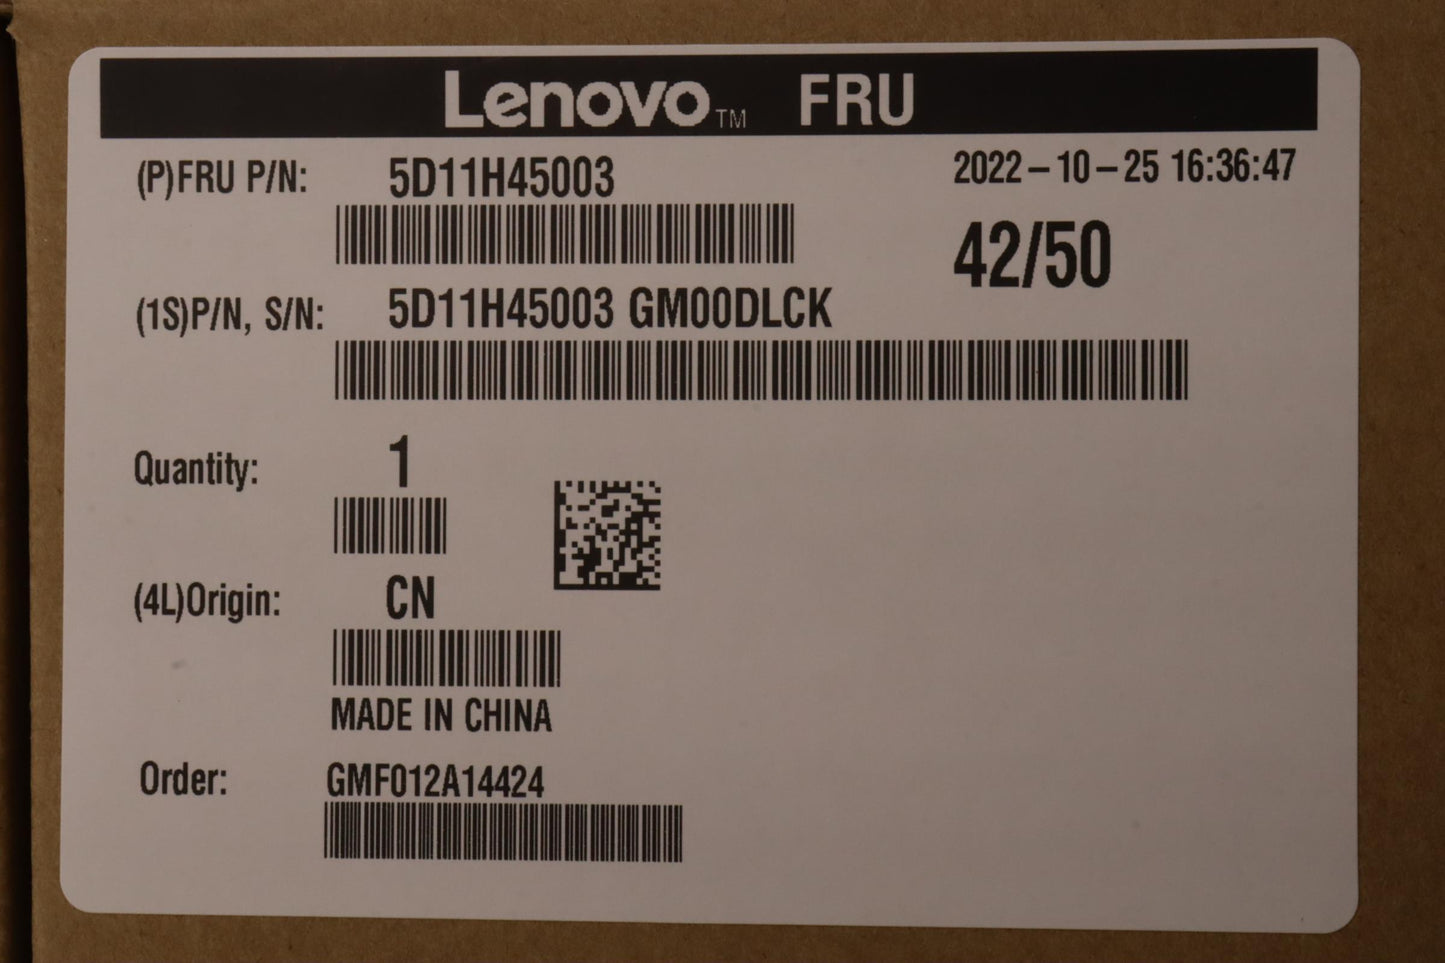 Lenovo™ FRU
(P)FRU P/N: 5D11H45003 2022-10-25 16:36:47
42/50
(1S)P/N, S/N: 5D11H45003 GM00DLCK
Quantity: 1
(4L)Origin: CN
MADE IN CHINA
Order: GMF012A14424